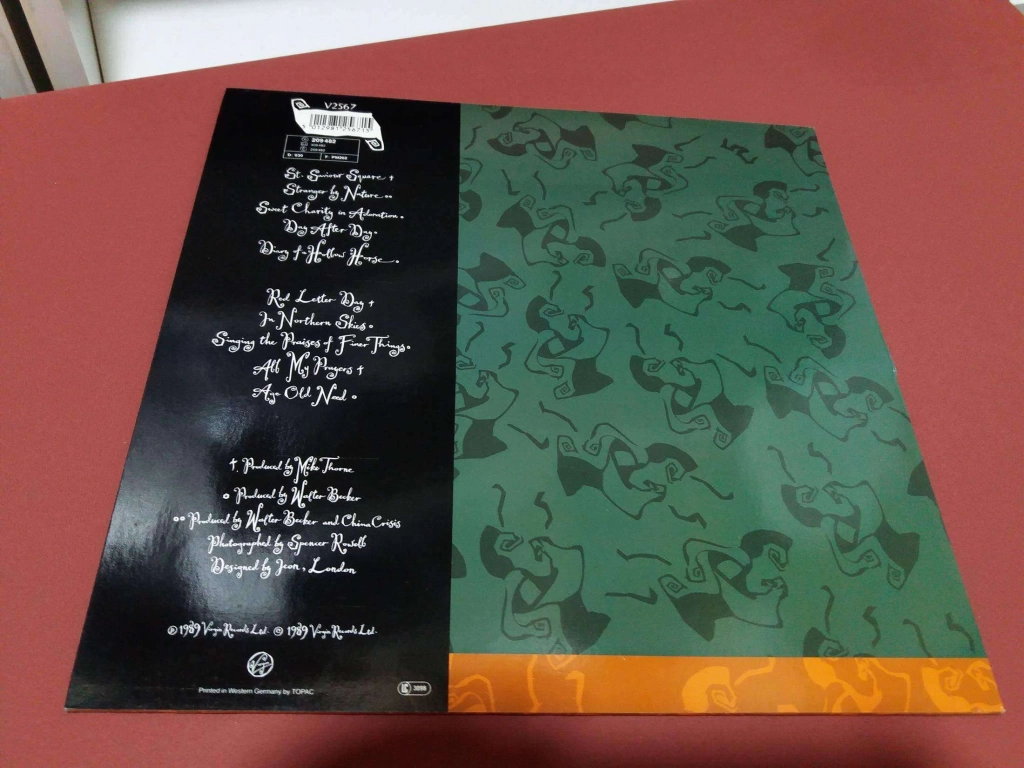 V2567
5 012981 256715
209 482
St. Saviour Square †
Stranger by Nature °°
Sweet Charity in Adoration °
Day After Day °
Diary of a Hollow Horse °
Red Letter Day †
In Northern Skies °
Singing the Praises of Finer Things °
All My Prayers †
Age Old Need °
† Produced by Mike Thorne
° Produced by Walter Becker
°° Produced by Walter Becker and China Crisis
Photographed by Spencer Rowell
Designed by Icon, London
℗ 1989 Virgin Records Ltd. © 1989 Virgin Records Ltd.
Printed in Western Germany by TOPAC